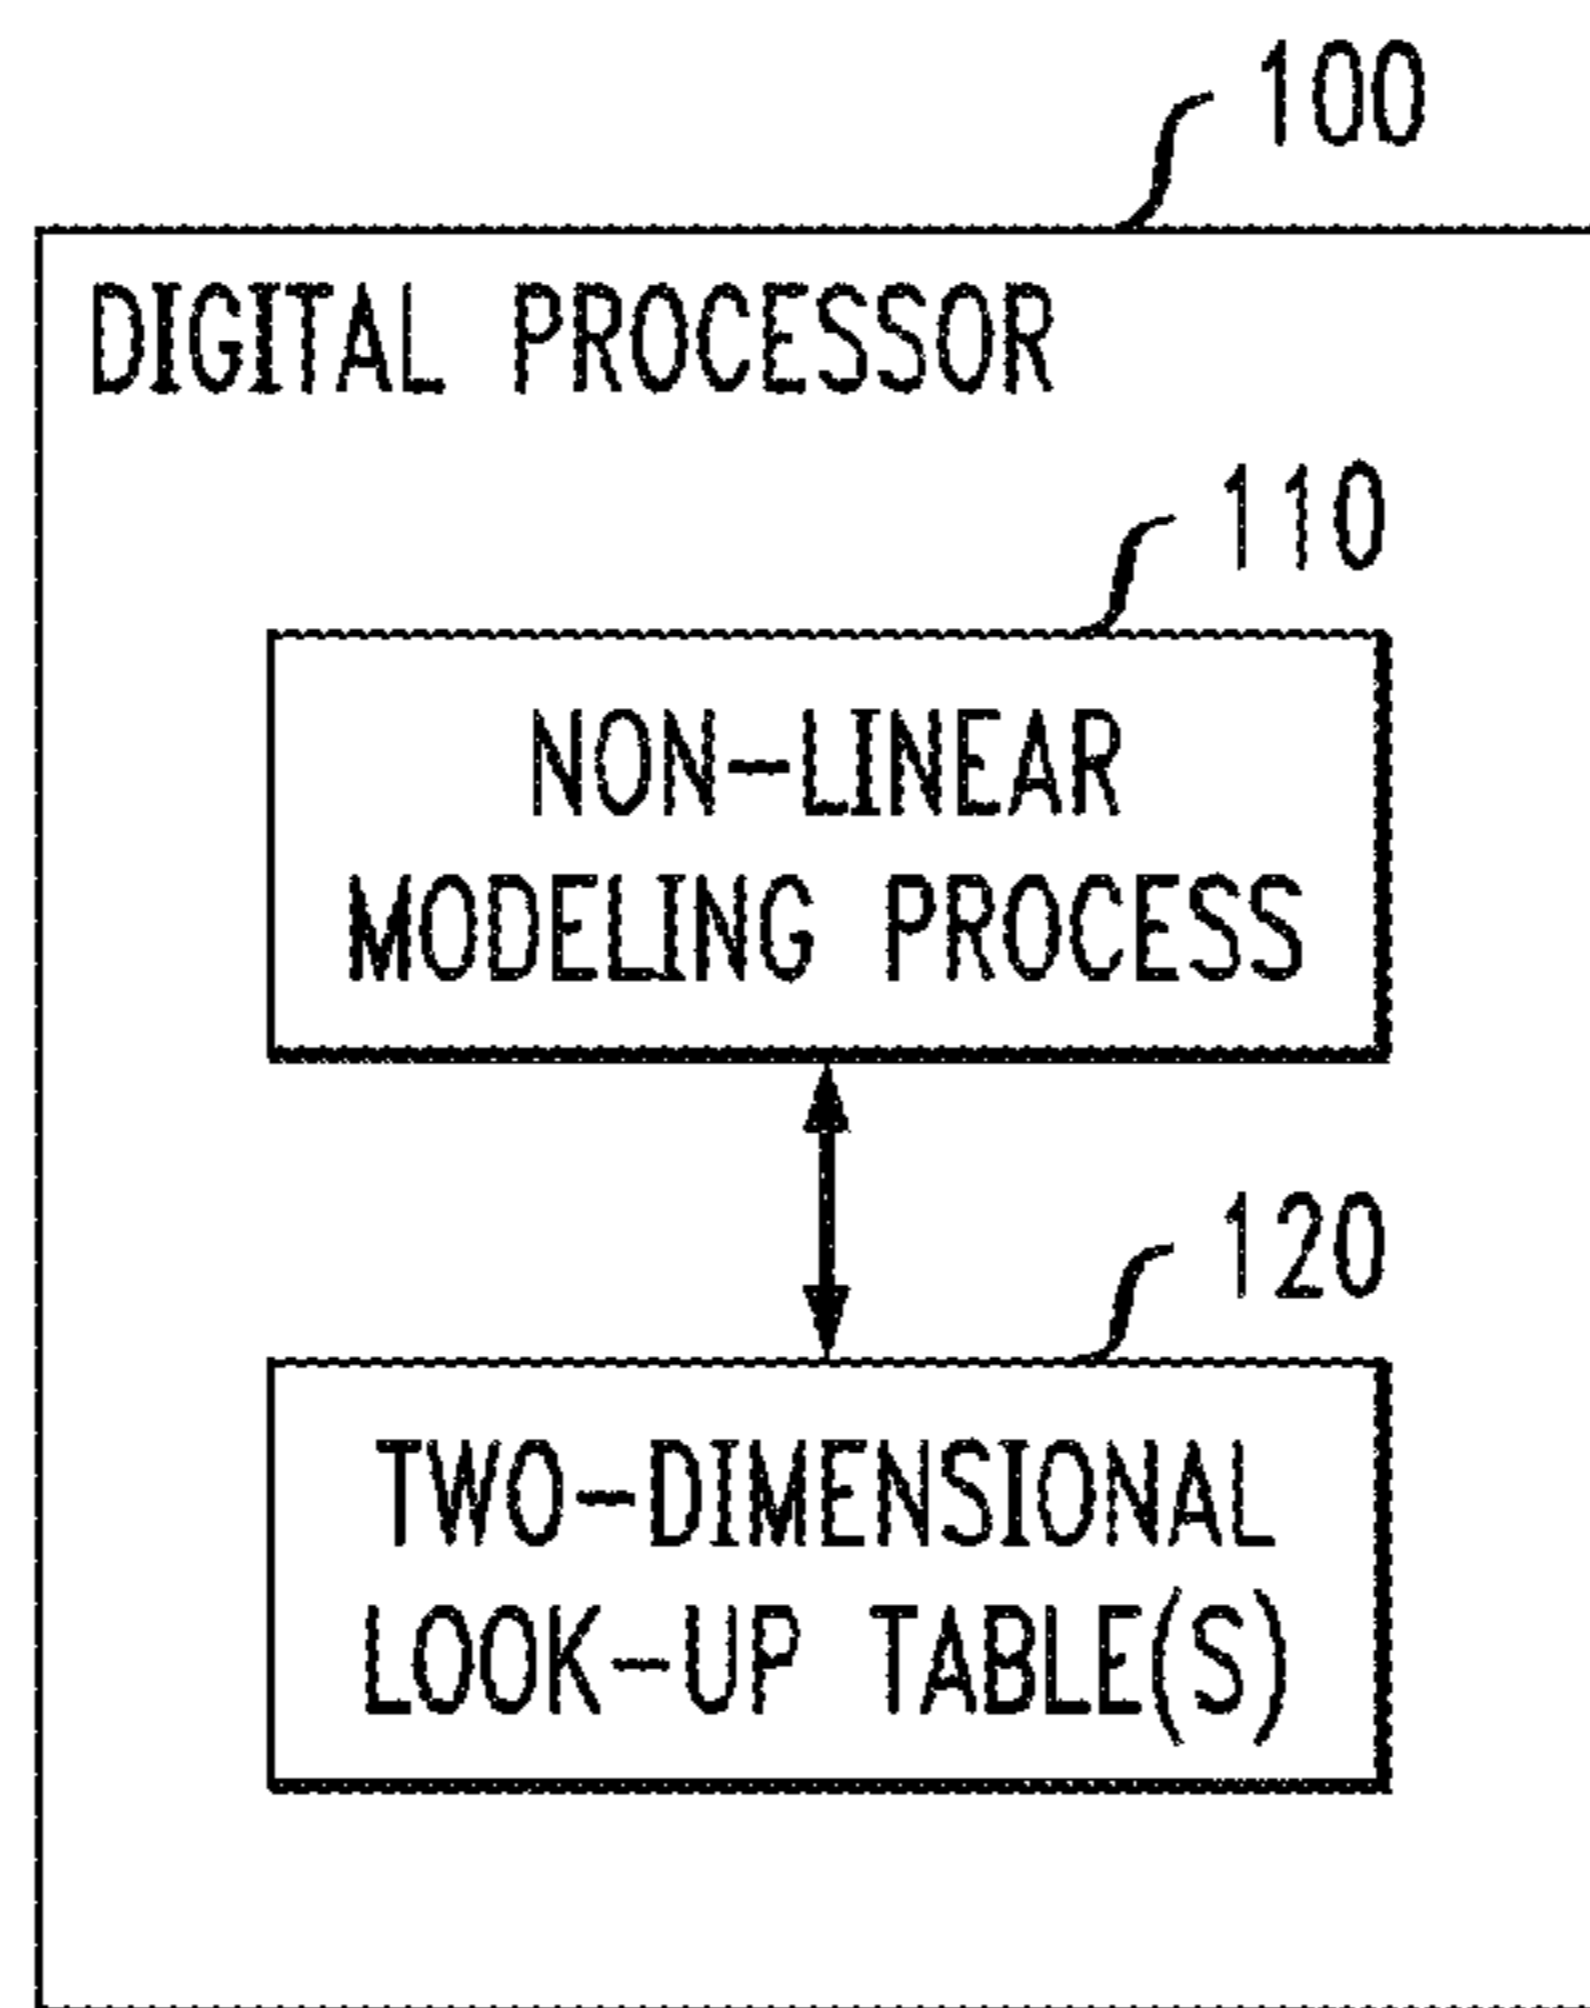 100
DIGITAL PROCESSOR
110
NON-LINEAR
MODELING PROCESS
120
TWO-DIMENSIONAL
LOOK-UP TABLE(S)